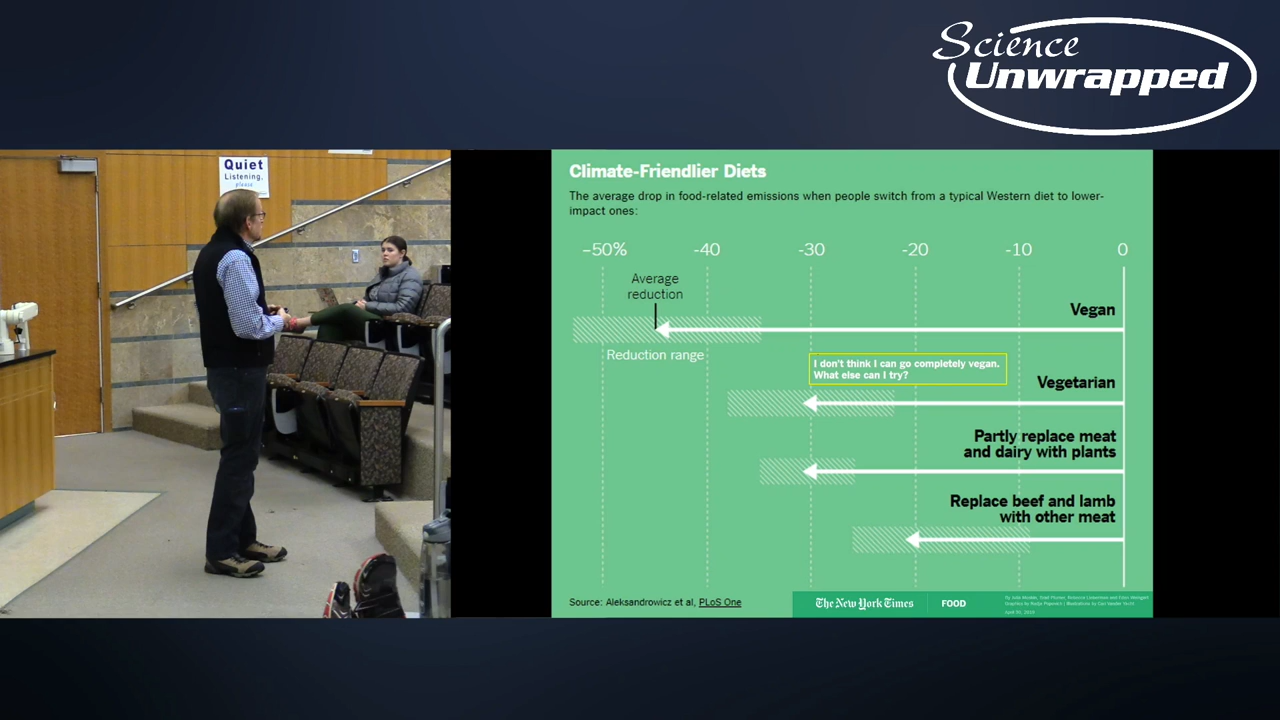 Science
Unwrapped
Quiet
Listening,
please
Climate-Friendlier Diets
The average drop in food-related emissions when people switch from a typical Western diet to lower-
impact ones:
–50% -40 -30 -20 -10 0
Average
reduction
Vegan
Reduction range
I don't think I can go completely vegan.
What else can I try?
Vegetarian
Partly replace meat
and dairy with plants
Replace beef and lamb
with other meat
Source: Aleksandrowicz et al, PLoS One
The New York Times FOOD
April 30, 2019